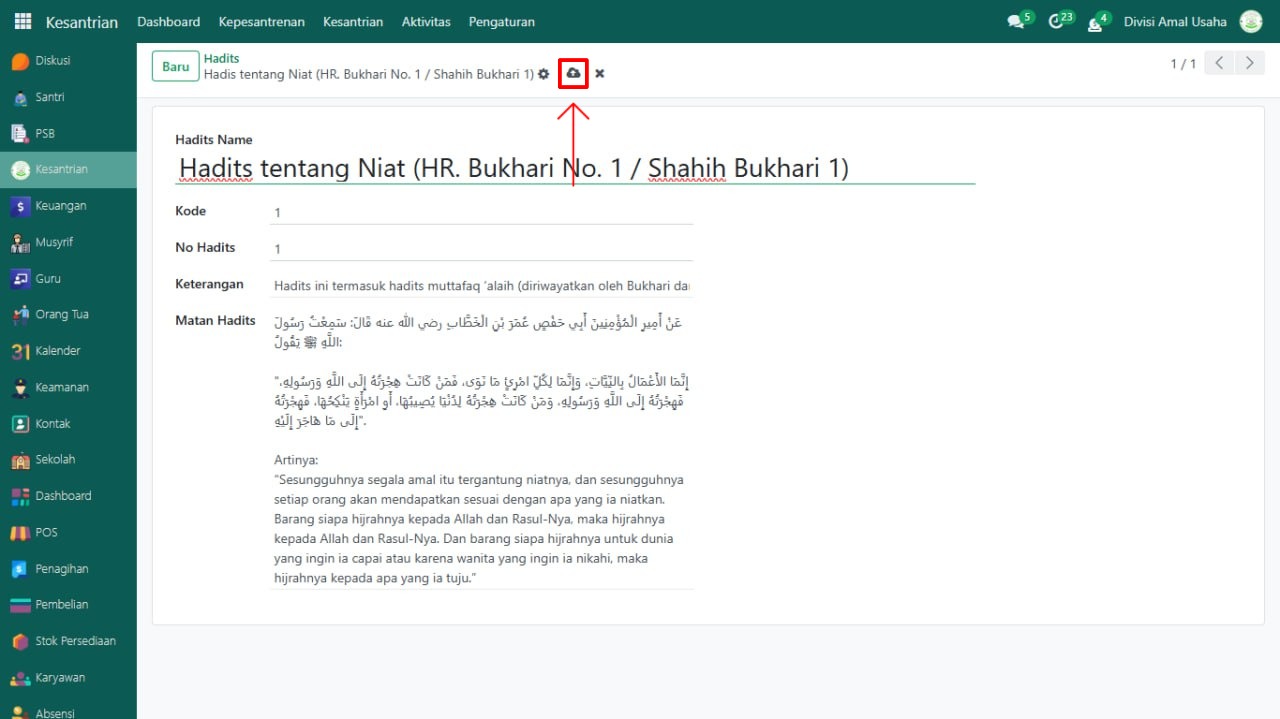 Kesantrian
Dashboard
Kepesantrenan
Kesantrian
Aktivitas
Pengaturan
5
23
4
Divisi Amal Usaha
Diskusi
Santri
PSB
Kesantrian
Keuangan
Musyrif
Guru
Orang Tua
31
Kalender
Keamanan
Kontak
Sekolah
Dashboard
POS
Penagihan
Pembelian
Stok Persediaan
Karyawan
Absensi
Baru
Hadits
Hadis tentang Niat (HR. Bukhari No. 1 / Shahih Bukhari 1)
1 / 1
Hadits Name
Hadits tentang Niat (HR. Bukhari No. 1 / Shahih Bukhari 1)
Kode
1
No Hadits
1
Keterangan
Hadits ini termasuk hadits muttafaq 'alaih (diriwayatkan oleh Bukhari dan
Matan Hadits
عَنْ أَمِيرِ الْمُؤْمِنِينَ أَبِي حَفْصٍ عُمَرَ بْنِ الْخَطَّابِ رضي الله عنه قَالَ: سَمِعْتُ رَسُولَ
اللَّهِ ﷺ يَقُولُ:
"إِنَّمَا الأَعْمَالُ بِالنِّيَّاتِ، وَإِنَّمَا لِكُلِّ امْرِئٍ مَا نَوَى، فَمَنْ كَانَتْ هِجْرَتُهُ إِلَى اللَّهِ وَرَسُولِهِ،
فَهِجْرَتُهُ إِلَى اللَّهِ وَرَسُولِهِ، وَمَنْ كَانَتْ هِجْرَتُهُ لِدُنْيَا يُصِيبُهَا، أَوِ امْرَأَةٍ يَنْكِحُهَا، فَهِجْرَتُهُ
إِلَى مَا هَاجَرَ إِلَيْهِ".
Artinya:
"Sesungguhnya segala amal itu tergantung niatnya, dan sesungguhnya
setiap orang akan mendapatkan sesuai dengan apa yang ia niatkan.
Barang siapa hijrahnya kepada Allah dan Rasul-Nya, maka hijrahnya
kepada Allah dan Rasul-Nya. Dan barang siapa hijrahnya untuk dunia
yang ingin ia capai atau karena wanita yang ingin ia nikahi, maka
hijrahnya kepada apa yang ia tuju."